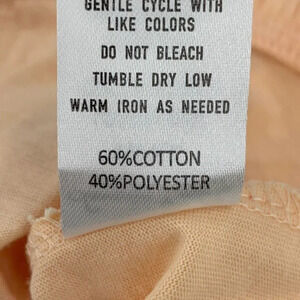 GENTLE CYCLE WITH
LIKE COLORS
DO NOT BLEACH
TUMBLE DRY LOW
WARM IRON AS NEEDED
60%COTTON
40%POLYESTER